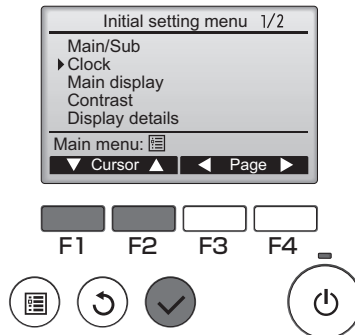 Initial setting menu 1/2
Main/Sub
Clock
Main display
Contrast
Display details
Main menu:
▼ Cursor ▲ ◀ Page ▶
F1 F2 F3 F4